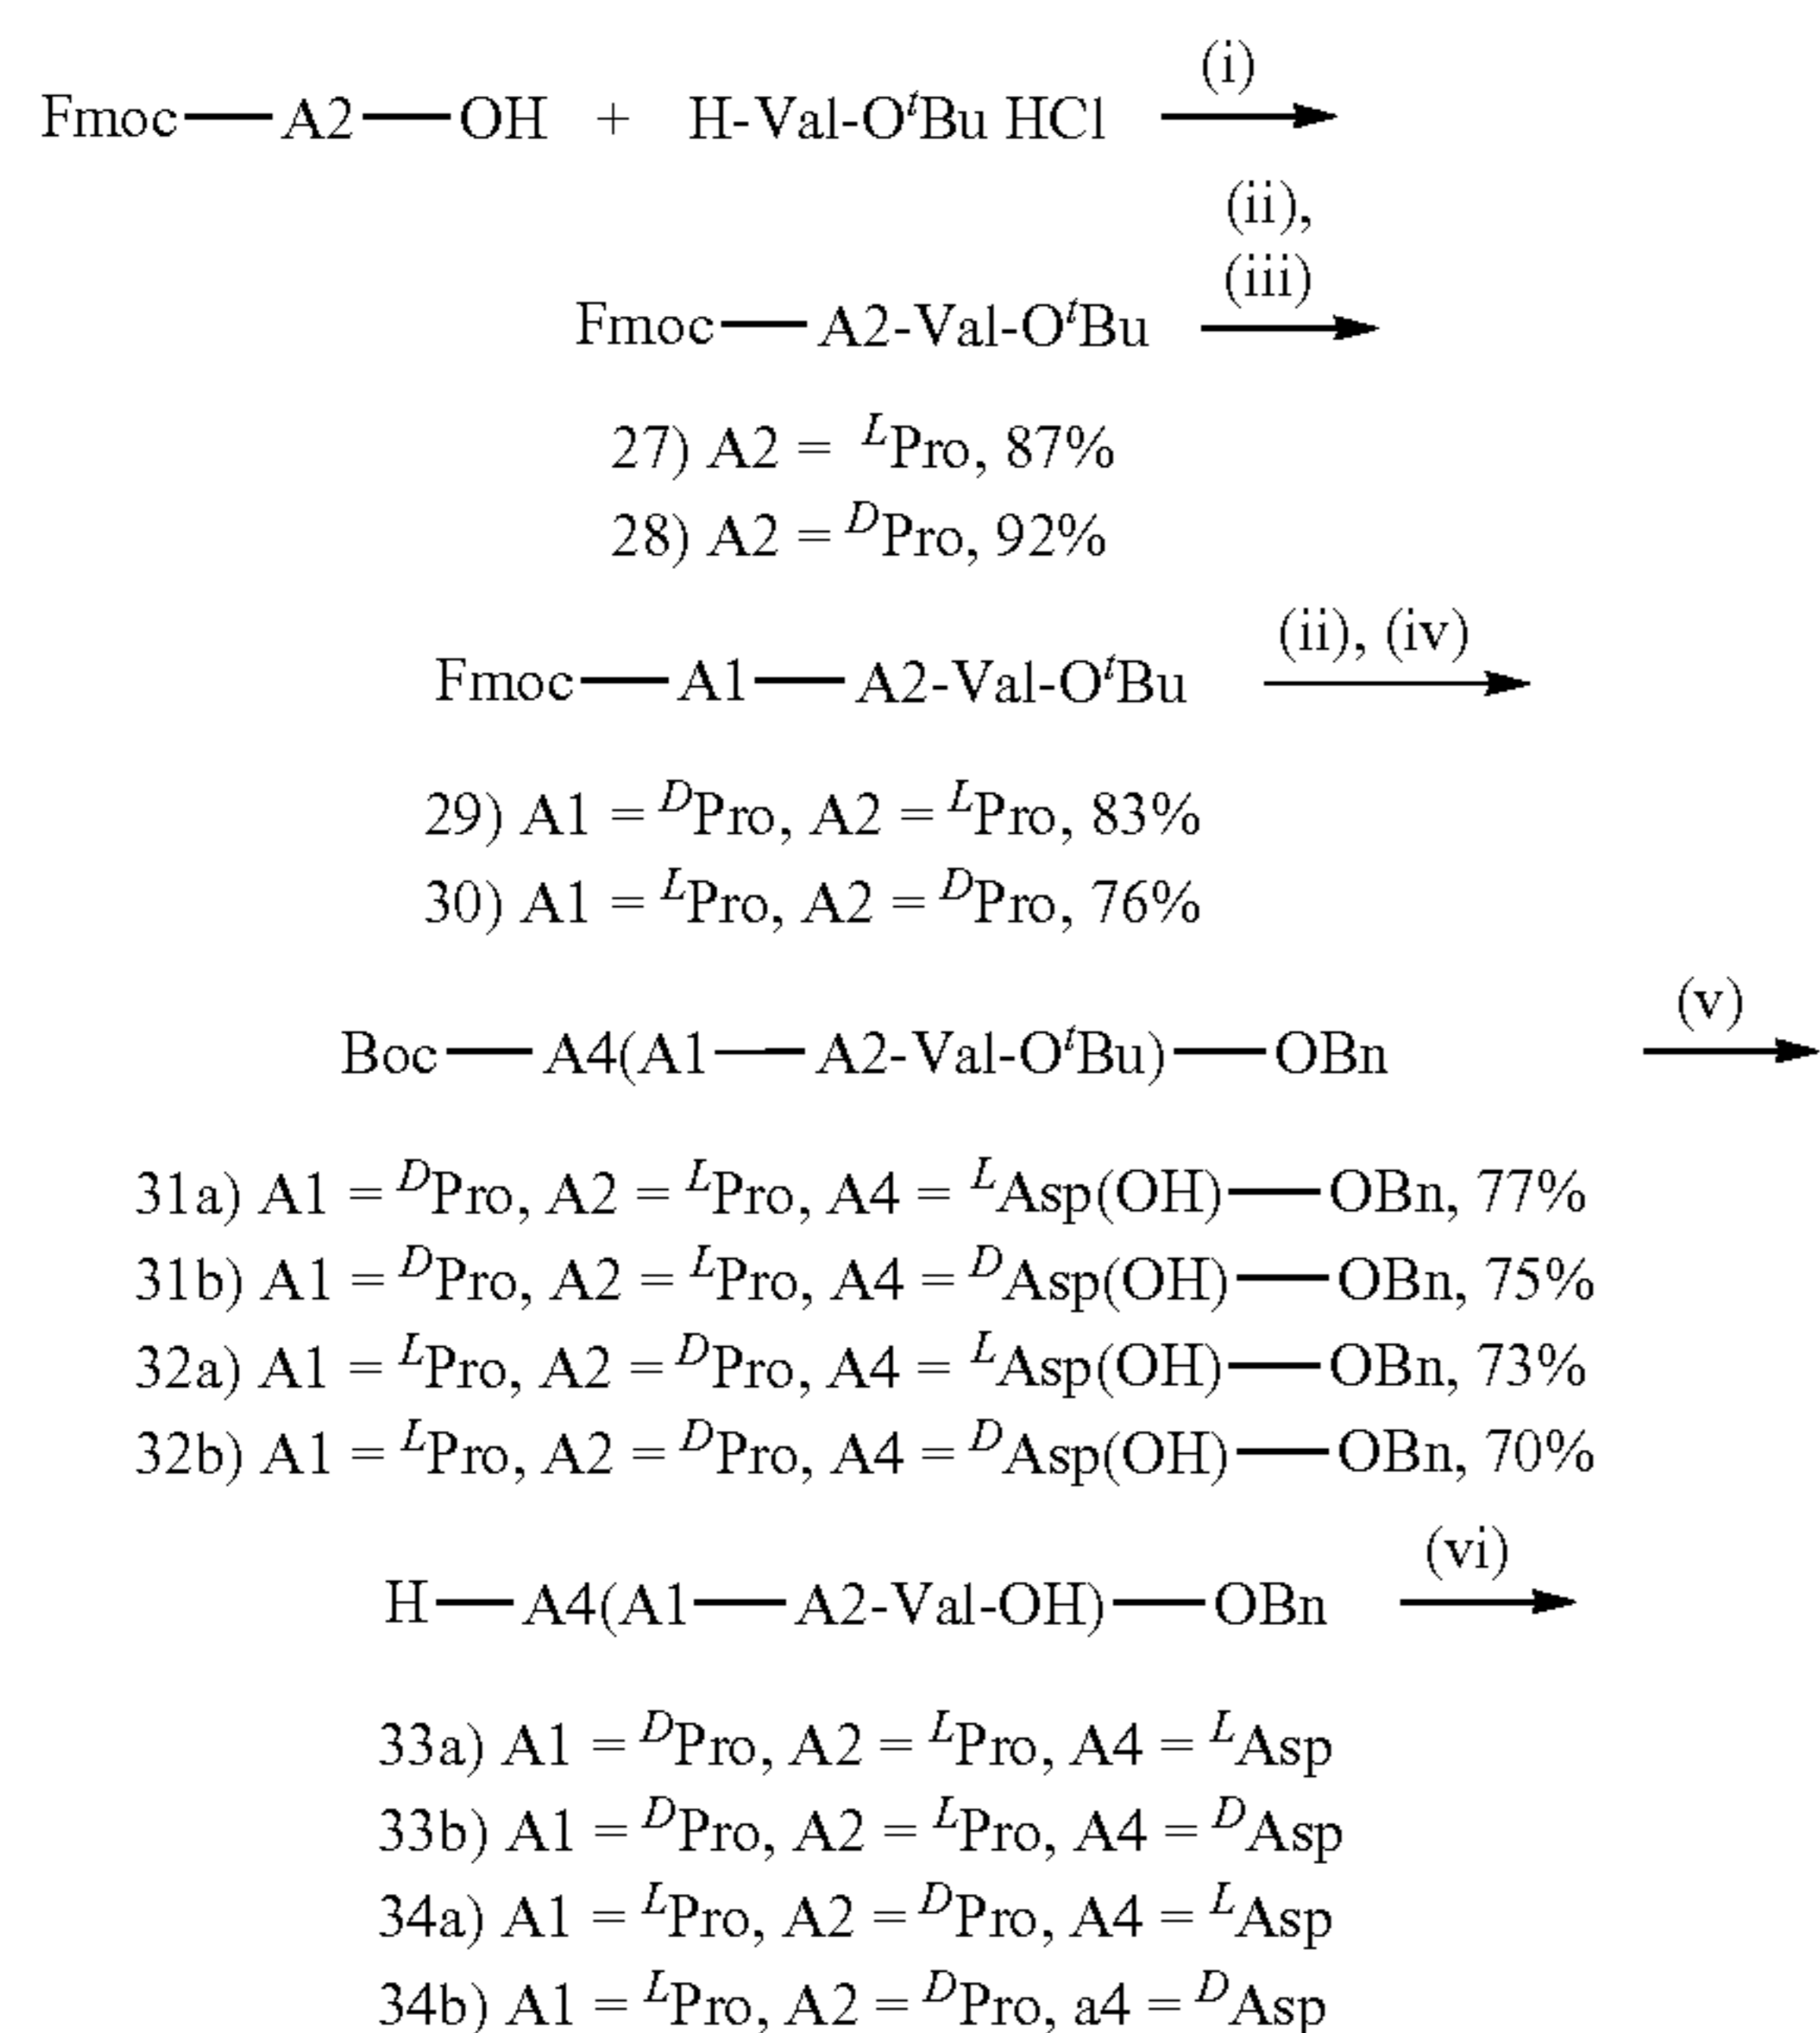 Fmoc—A2—OH + H-Val-OᵗBu HCl (i)
(ii),
(iii)
Fmoc—A2-Val-OᵗBu
27) A2 = ᴸPro, 87%
28) A2 = ᴰPro, 92%
(ii), (iv)
Fmoc—A1—A2-Val-OᵗBu
29) A1 = ᴰPro, A2 = ᴸPro, 83%
30) A1 = ᴸPro, A2 = ᴰPro, 76%
(v)
Boc—A4(A1—A2-Val-OᵗBu)—OBn
31a) A1 = ᴰPro, A2 = ᴸPro, A4 = ᴸAsp(OH)—OBn, 77%
31b) A1 = ᴰPro, A2 = ᴸPro, A4 = ᴰAsp(OH)—OBn, 75%
32a) A1 = ᴸPro, A2 = ᴰPro, A4 = ᴸAsp(OH)—OBn, 73%
32b) A1 = ᴸPro, A2 = ᴰPro, A4 = ᴰAsp(OH)—OBn, 70%
(vi)
H—A4(A1—A2-Val-OH)—OBn
33a) A1 = ᴰPro, A2 = ᴸPro, A4 = ᴸAsp
33b) A1 = ᴰPro, A2 = ᴸPro, A4 = ᴰAsp
34a) A1 = ᴸPro, A2 = ᴰPro, A4 = ᴸAsp
34b) A1 = ᴸPro, A2 = ᴰPro, a4 = ᴰAsp